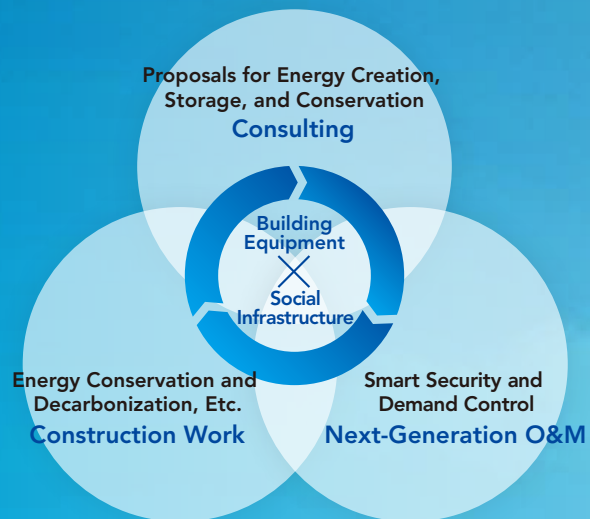 Proposals for Energy Creation,
Storage, and Conservation
Consulting
Building
Equipment
×
Social
Infrastructure
Energy Conservation and
Decarbonization, Etc.
Construction Work
Smart Security and
Demand Control
Next-Generation O&M